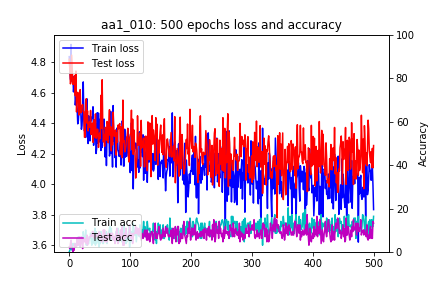 aa1_010: 500 epochs loss and accuracy
Train loss
Test loss
Train acc
Test acc
Loss
Accuracy
4.8
4.6
4.4
4.2
4.0
3.8
3.6
100
80
60
40
20
0
0 100 200 300 400 500